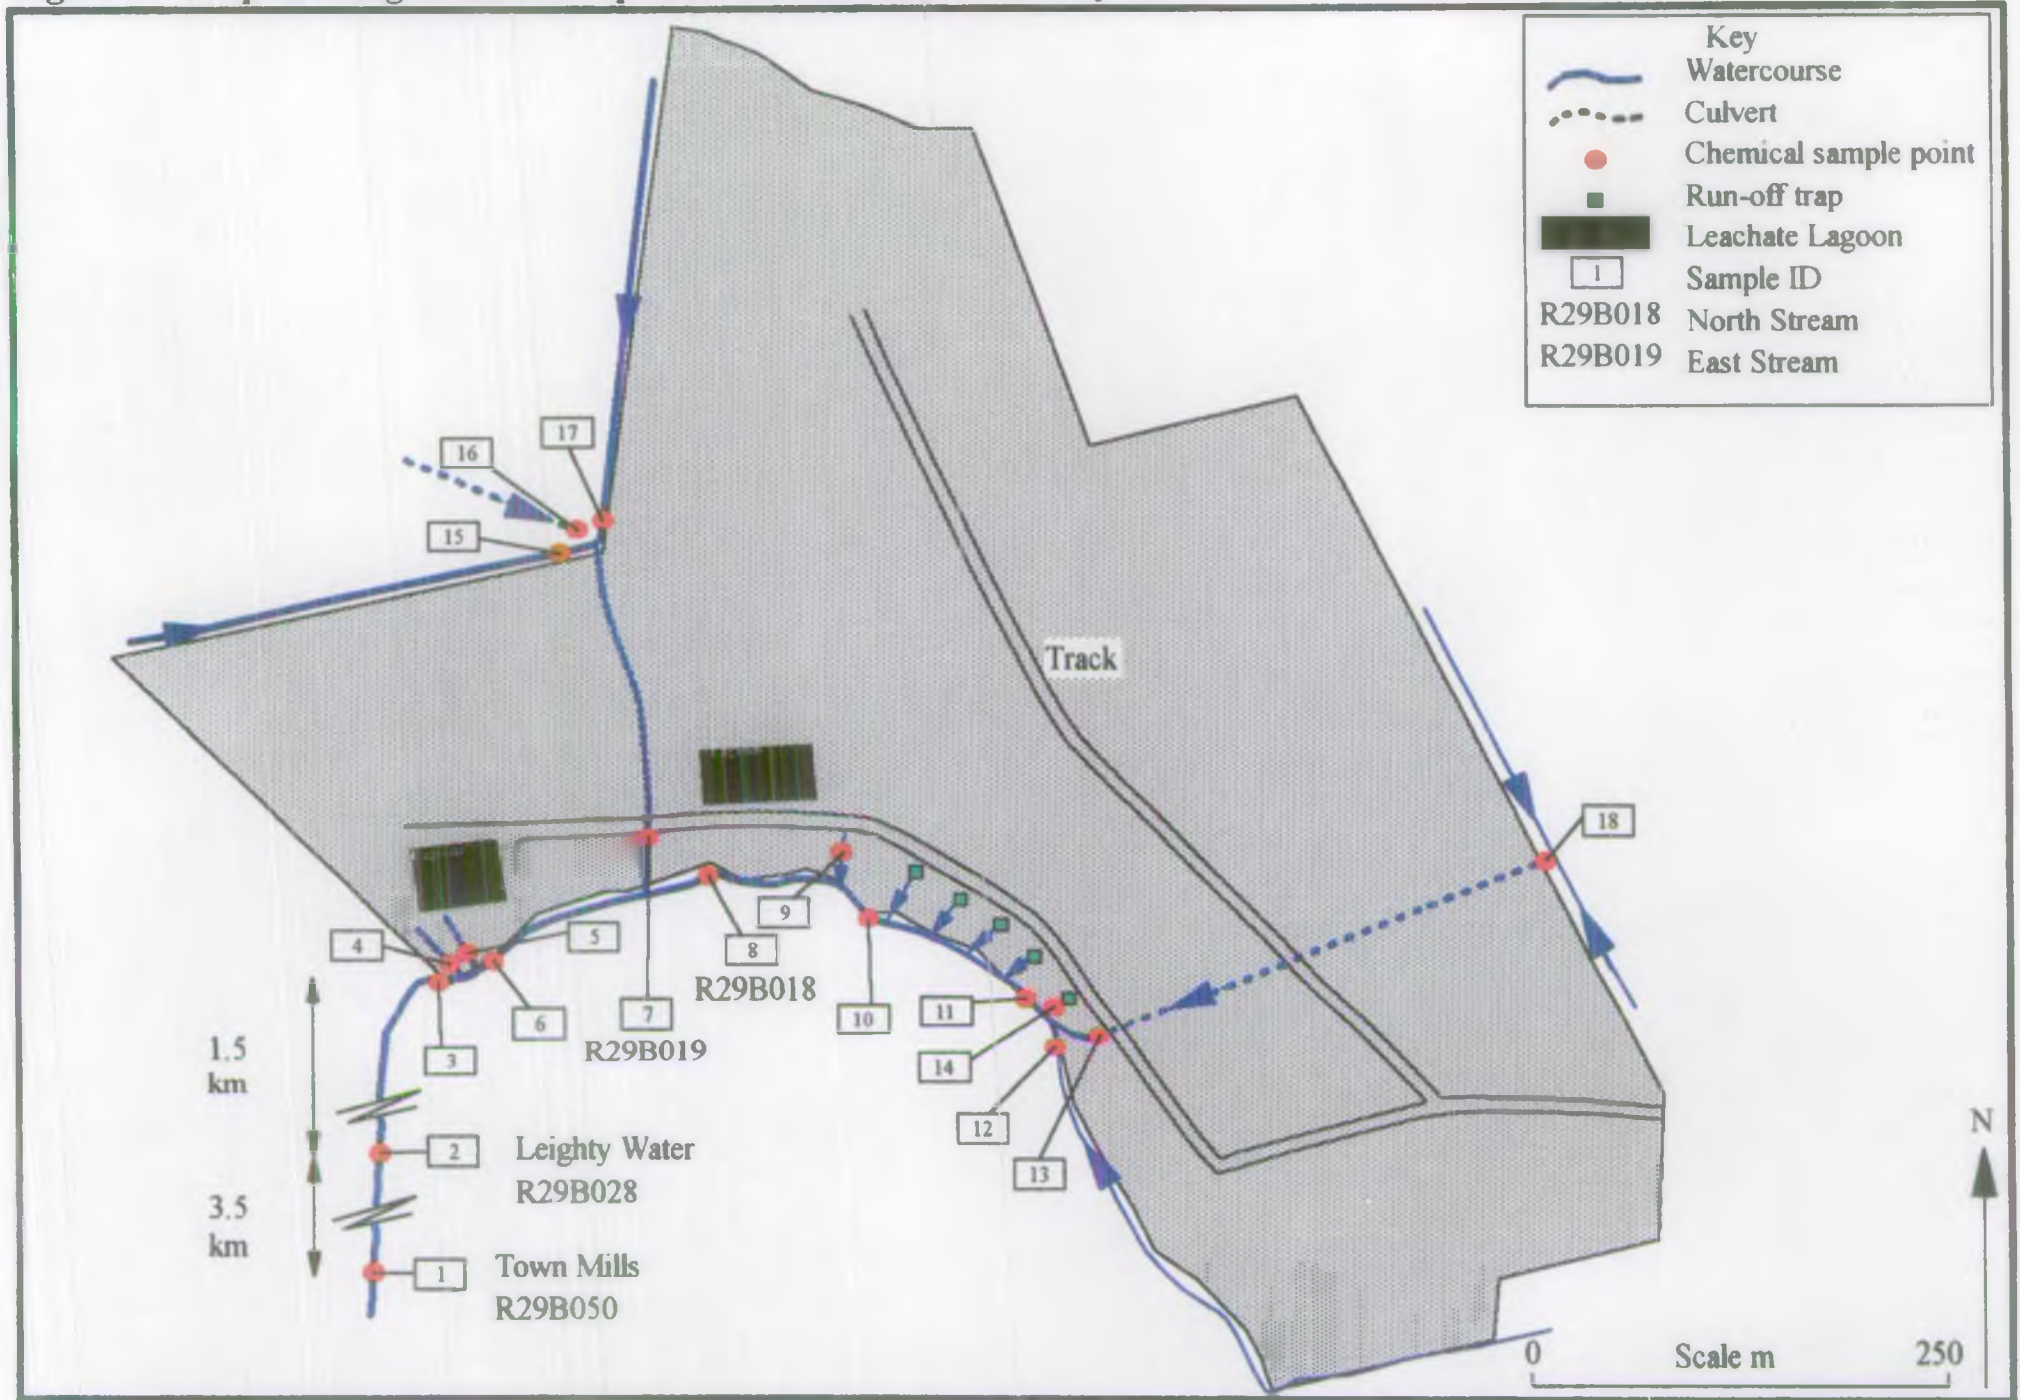 Key
Watercourse
Culvert
Chemical sample point
Run-off trap
Leachate Lagoon
1 Sample ID
R29B018 North Stream
R29B019 East Stream
17
16
15
Track
18
9
5
4
8
R29B018
7
R29B019
10
11
6
3
14
12
13
1.5
km
N
2
Leighty Water
R29B028
3.5
km
1
Town Mills
R29B050
0 Scale m 250